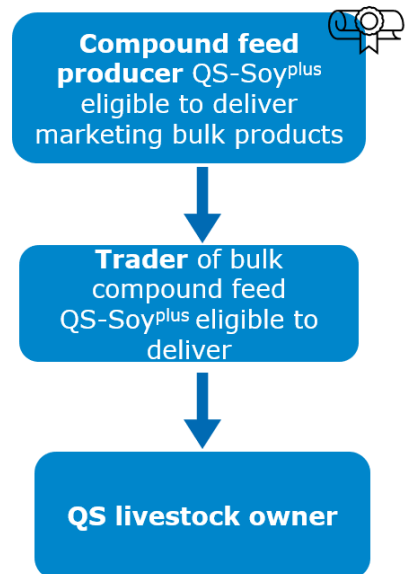 Compound feed
producer QS-Soyplus
eligible to deliver
marketing bulk products
Trader of bulk
compound feed
QS-Soyplus eligible to
deliver
QS livestock owner